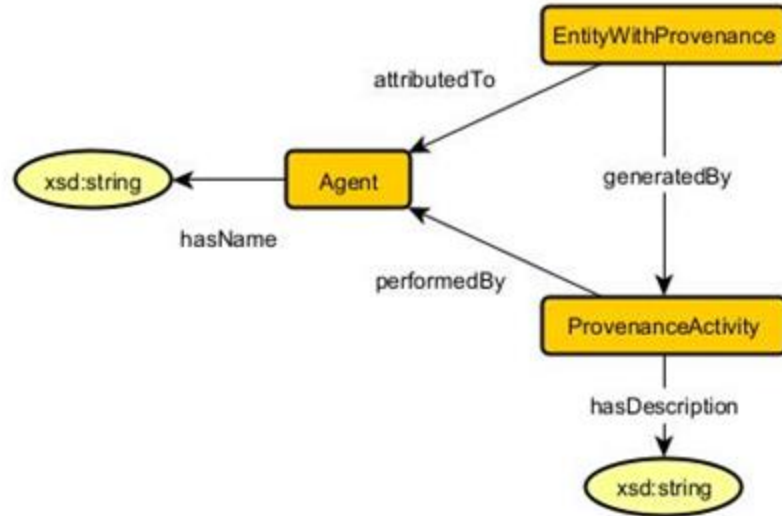 EntityWithProvenance
attributedTo
xsd:string
Agent
generatedBy
hasName
performedBy
ProvenanceActivity
hasDescription
xsd:string